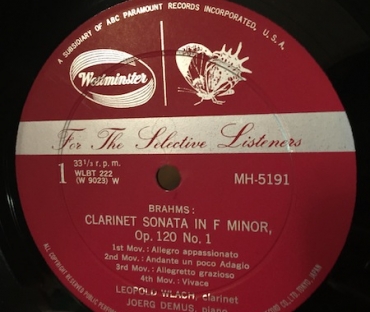 A SUBSIDIARY OF ABC PARAMOUNT RECORDS INCORPORATED, U.S.A.
Westminster
For The Selective Listeners
1
33 1/3 r.p.m.
WLBT 222
(W 9023) W
MH-5191
BRAHMS:
CLARINET SONATA IN F MINOR,
Op. 120 No. 1
1st Mov.: Allegro appassionato
2nd Mov.: Andante un poco Adagio
3rd Mov.: Allegretto grazioso
4th Mov.: Vivace
LEOPOLD WLACH, clarinet
JOERG DEMUS, piano